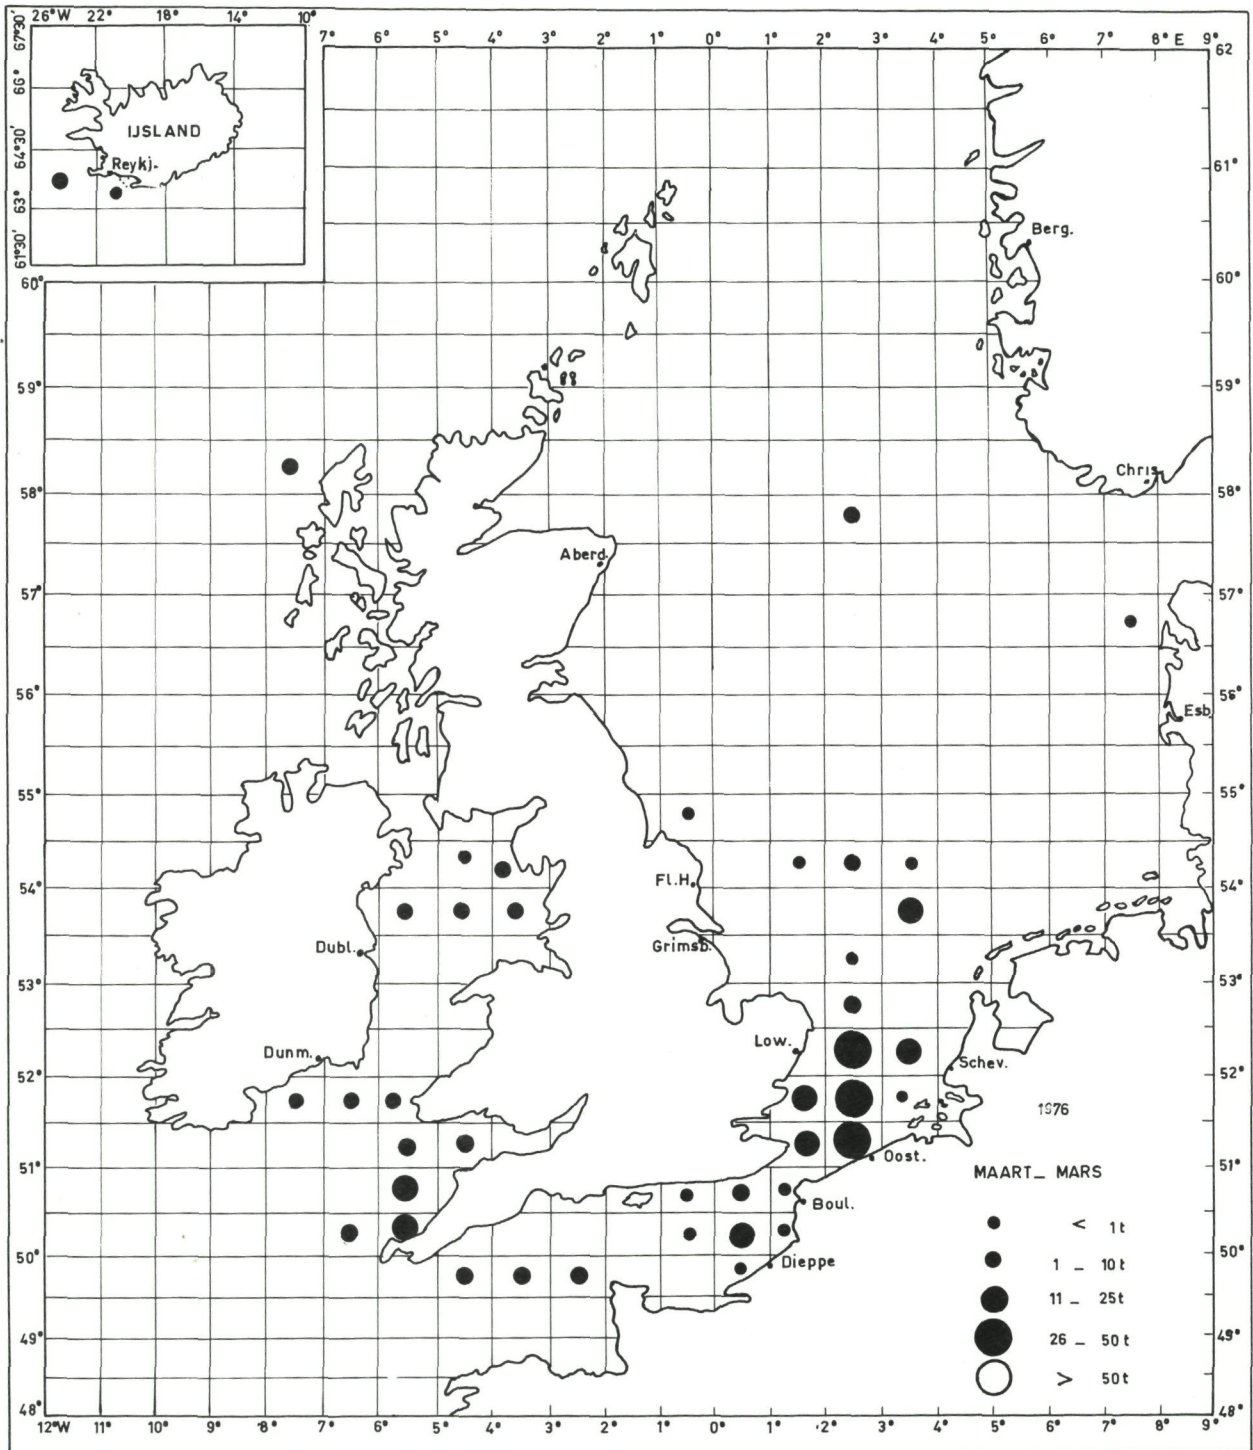 26°W 22° 18° 14° 10°
67°30'
66°
64°30'
63°
61°30'
IJSLAND
Reykj.
7° 6° 5° 4° 3° 2° 1° 0° 1° 2° 3° 4° 5° 6° 7° 8° E 9°
62
61°
60°
59°
58°
57°
56°
55°
54°
53°
52°
51°
50°
49°
48°
60°
59°
58°
57°
56°
55°
54°
53°
52°
51°
50°
49°
48°
Berg.
Chris
Aberd.
Esb
Fl.H.
Grimsb.
Dubl.
Dunm.
Low.
Schev.
Oost.
Boul.
Dieppe
1976
MAART_ MARS
< 1t
1 _ 10t
11 _ 25t
26 _ 50t
> 50t
12°W 11° 10° 9° 8° 7° 6° 5° 4° 3° 2° 1° 0° 1° 2° 3° 4° 5° 6° 7° 8° 9°